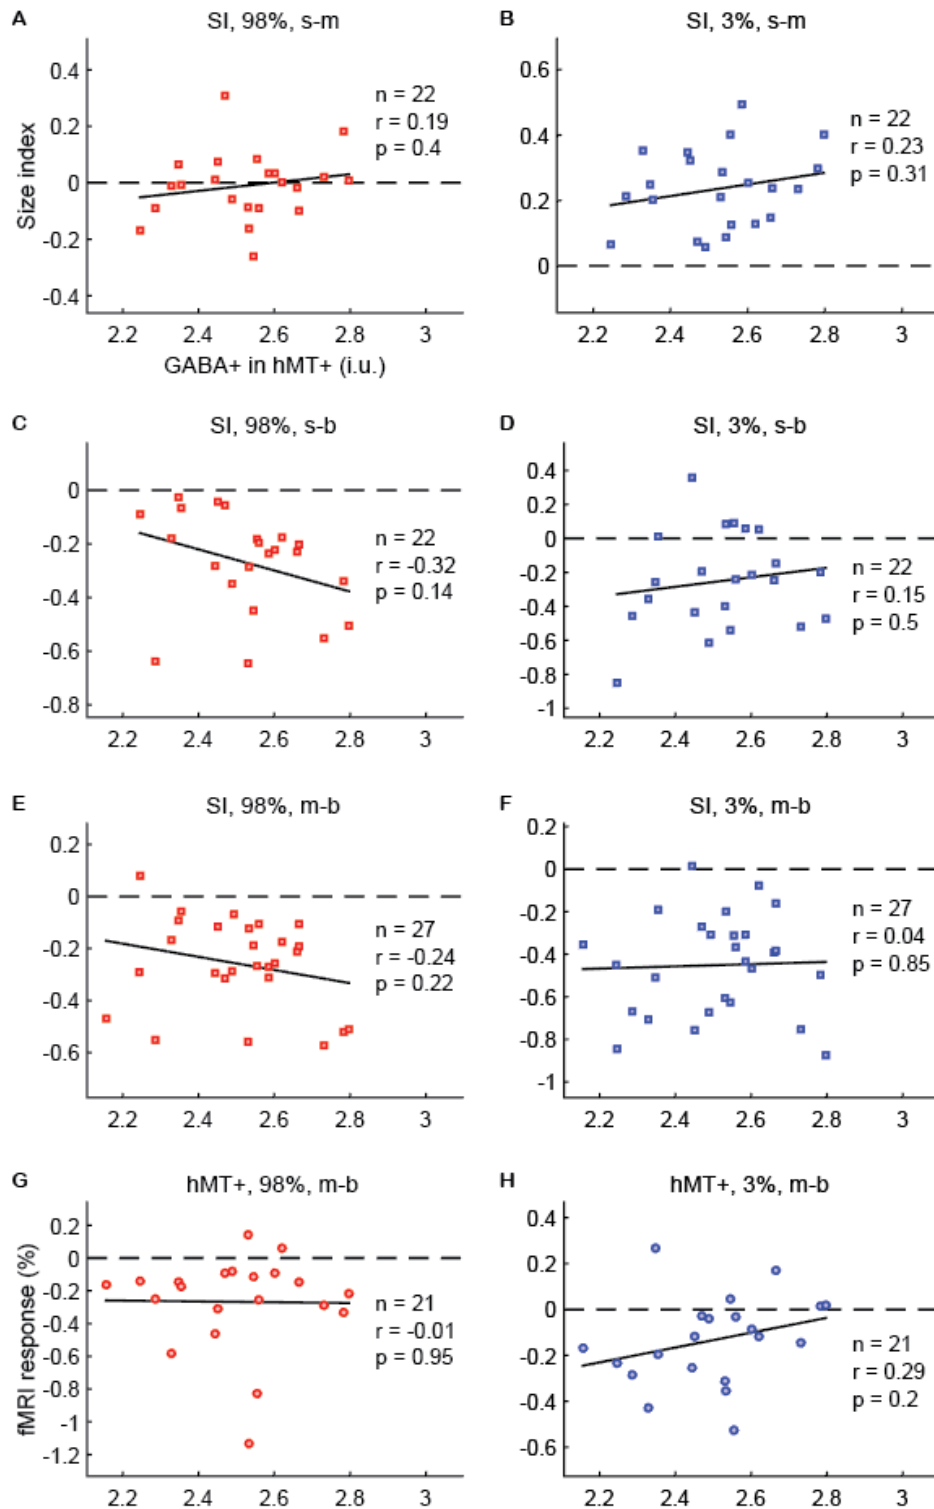 A
SI, 98%, s-m
0.4
0.2
0
-0.2
-0.4
Size index
n = 22
r = 0.19
p = 0.4
2.2 2.4 2.6 2.8 3
GABA+ in hMT+ (i.u.)
B
SI, 3%, s-m
0.6
0.4
0.2
0
n = 22
r = 0.23
p = 0.31
2.2 2.4 2.6 2.8 3
C
SI, 98%, s-b
0
-0.2
-0.4
-0.6
-0.8
n = 22
r = -0.32
p = 0.14
2.2 2.4 2.6 2.8 3
D
SI, 3%, s-b
0.4
0.2
0
-0.2
-0.4
-0.6
-0.8
-1
n = 22
r = 0.15
p = 0.5
2.2 2.4 2.6 2.8 3
E
SI, 98%, m-b
0.2
0
-0.2
-0.4
-0.6
n = 27
r = -0.24
p = 0.22
2.2 2.4 2.6 2.8 3
F
SI, 3%, m-b
0.2
0
-0.2
-0.4
-0.6
-0.8
-1
n = 27
r = 0.04
p = 0.85
2.2 2.4 2.6 2.8 3
G
hMT+, 98%, m-b
0.2
0
-0.2
-0.4
-0.6
-0.8
-1
-1.2
fMRI response (%)
n = 21
r = -0.01
p = 0.95
2.2 2.4 2.6 2.8 3
H
hMT+, 3%, m-b
0.4
0.2
0
-0.2
-0.4
-0.6
n = 21
r = 0.29
p = 0.2
2.2 2.4 2.6 2.8 3